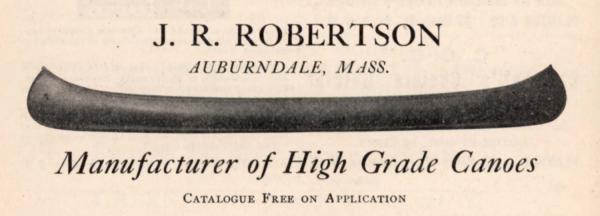 J. R. ROBERTSON
AUBURNDALE, MASS.
Manufacturer of High Grade Canoes
CATALOGUE FREE ON APPLICATION